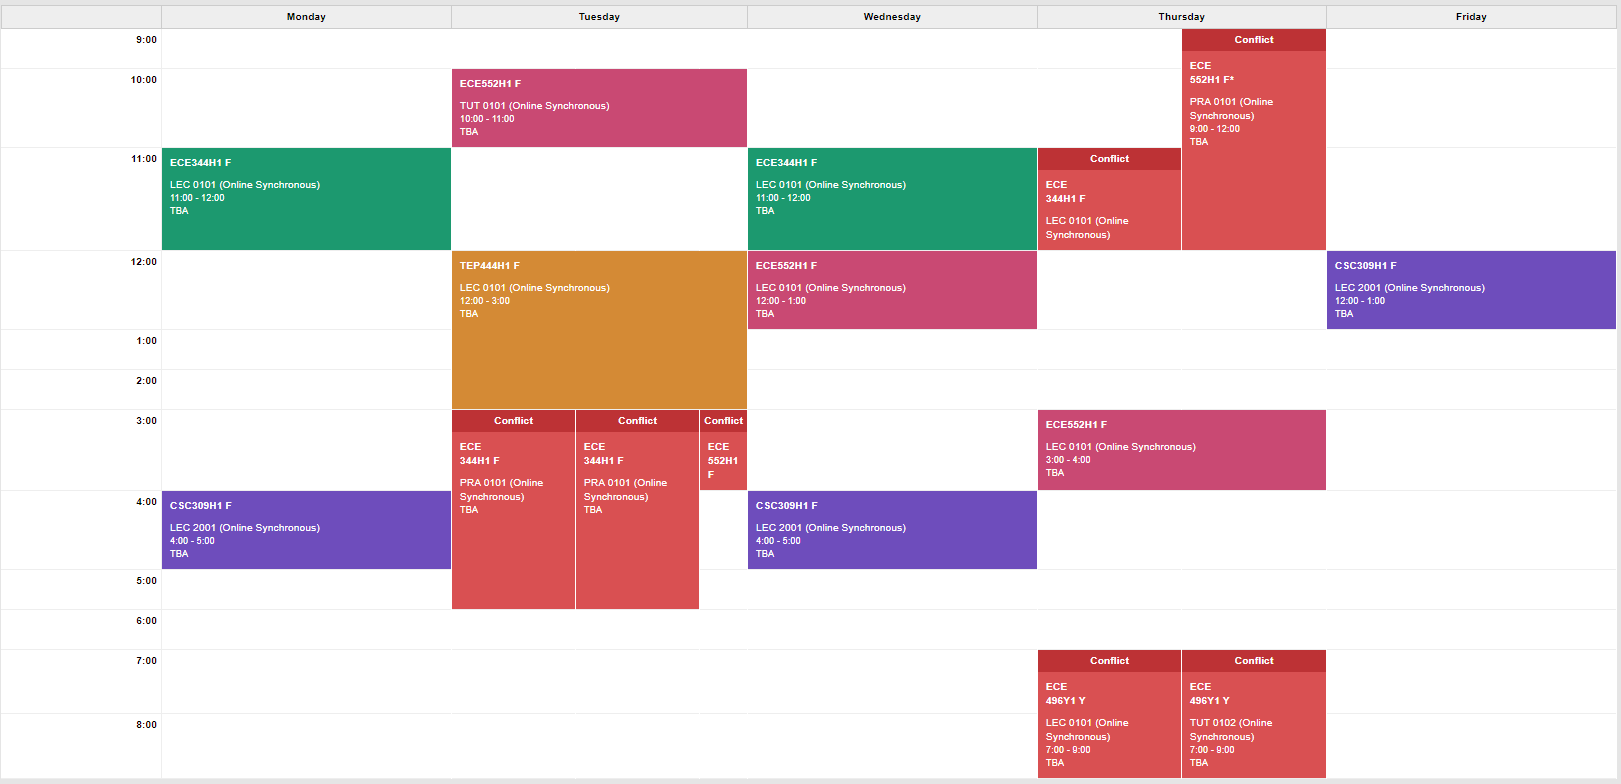 Monday Tuesday Wednesday Thursday Friday
9:00
Conflict
ECE
552H1 F*
PRA 0101 (Online
Synchronous)
9:00 - 12:00
TBA
10:00
ECE552H1 F
TUT 0101 (Online Synchronous)
10:00 - 11:00
TBA
11:00
ECE344H1 F
LEC 0101 (Online Synchronous)
11:00 - 12:00
TBA
ECE344H1 F
LEC 0101 (Online Synchronous)
11:00 - 12:00
TBA
Conflict
ECE
344H1 F
LEC 0101 (Online
Synchronous)
12:00
TEP444H1 F
LEC 0101 (Online Synchronous)
12:00 - 3:00
TBA
ECE552H1 F
LEC 0101 (Online Synchronous)
12:00 - 1:00
TBA
CSC309H1 F
LEC 2001 (Online Synchronous)
12:00 - 1:00
TBA
1:00
2:00
3:00
Conflict
ECE
344H1 F
PRA 0101 (Online
Synchronous)
TBA
Conflict
ECE
344H1 F
PRA 0101 (Online
Synchronous)
TBA
Conflict
ECE
552H1
F
ECE552H1 F
LEC 0101 (Online Synchronous)
3:00 - 4:00
TBA
4:00
CSC309H1 F
LEC 2001 (Online Synchronous)
4:00 - 5:00
TBA
CSC309H1 F
LEC 2001 (Online Synchronous)
4:00 - 5:00
TBA
5:00
6:00
7:00
Conflict
ECE
496Y1 Y
LEC 0101 (Online
Synchronous)
7:00 - 9:00
TBA
Conflict
ECE
496Y1 Y
TUT 0102 (Online
Synchronous)
7:00 - 9:00
TBA
8:00